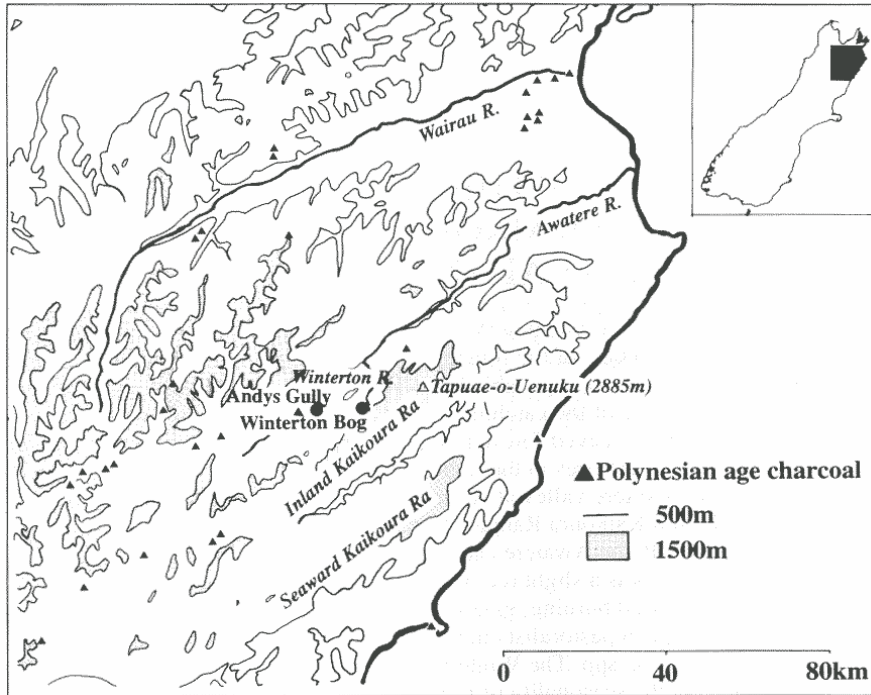 Wairau R.
Awatere R.
Winterton R.
Tapuae-o-Uenuku (2885m)
Andys Gully
Winterton Bog
Inland Kaikoura Ra
Seaward Kaikoura Ra
Polynesian age charcoal
500m
1500m
0 40 80km